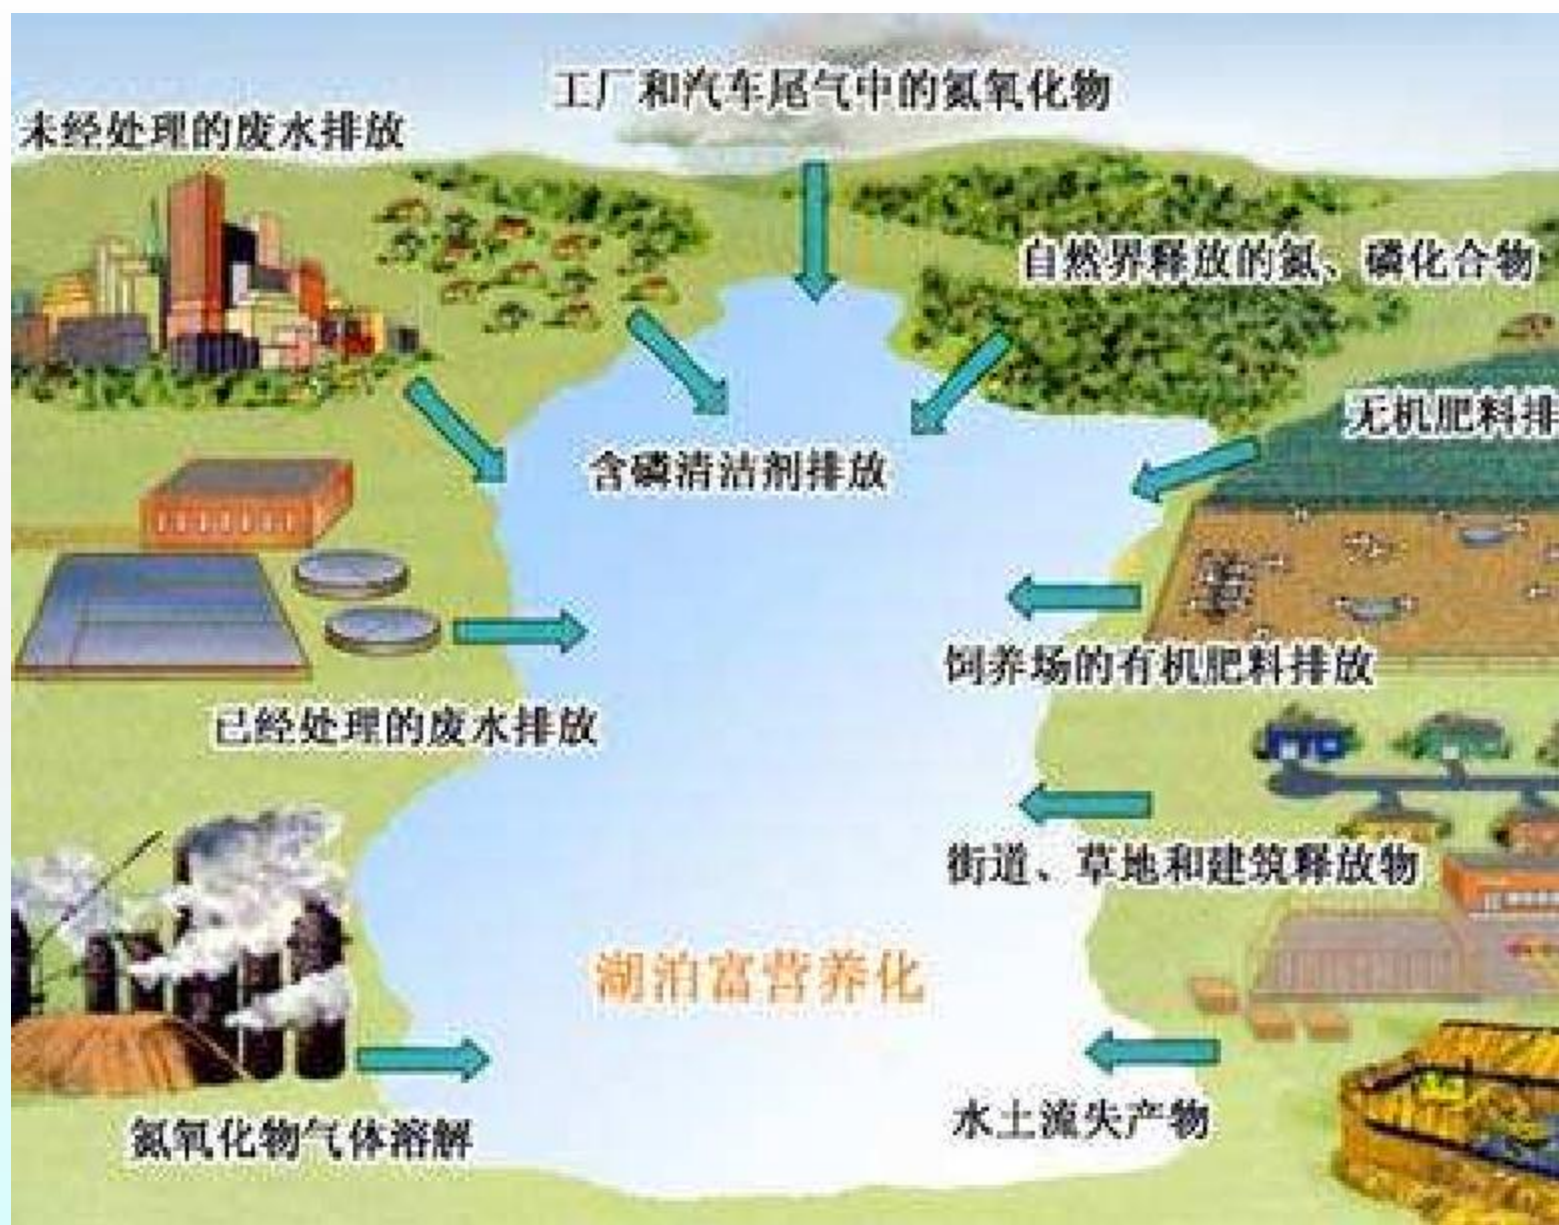 工厂和汽车尾气中的氮氧化物
未经处理的废水排放
自然界释放的氮、磷化合物
无机肥料排
含磷清洁剂排放
饲养场的有机肥料排放
已经处理的废水排放
街道、草地和建筑释放物
湖泊富营养化
水土流失产物
氮氧化物气体溶解